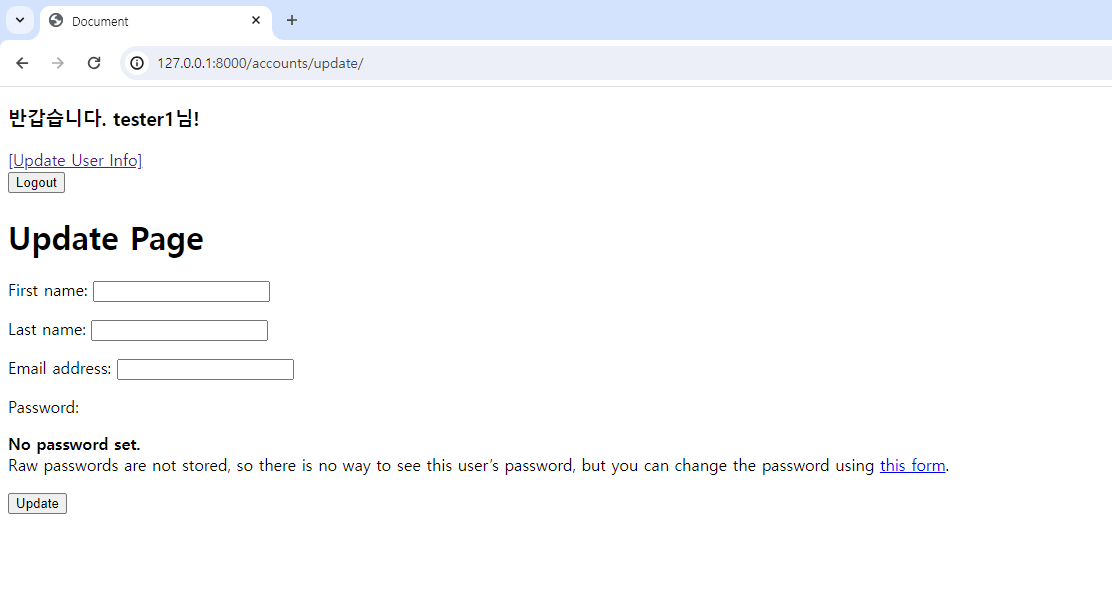 Document
127.0.0.1:8000/accounts/update/
반갑습니다. tester1님!
[Update User Info]
Logout
Update Page
First name:
Last name:
Email address:
Password:
No password set.
Raw passwords are not stored, so there is no way to see this user’s password, but you can change the password using this form.
Update